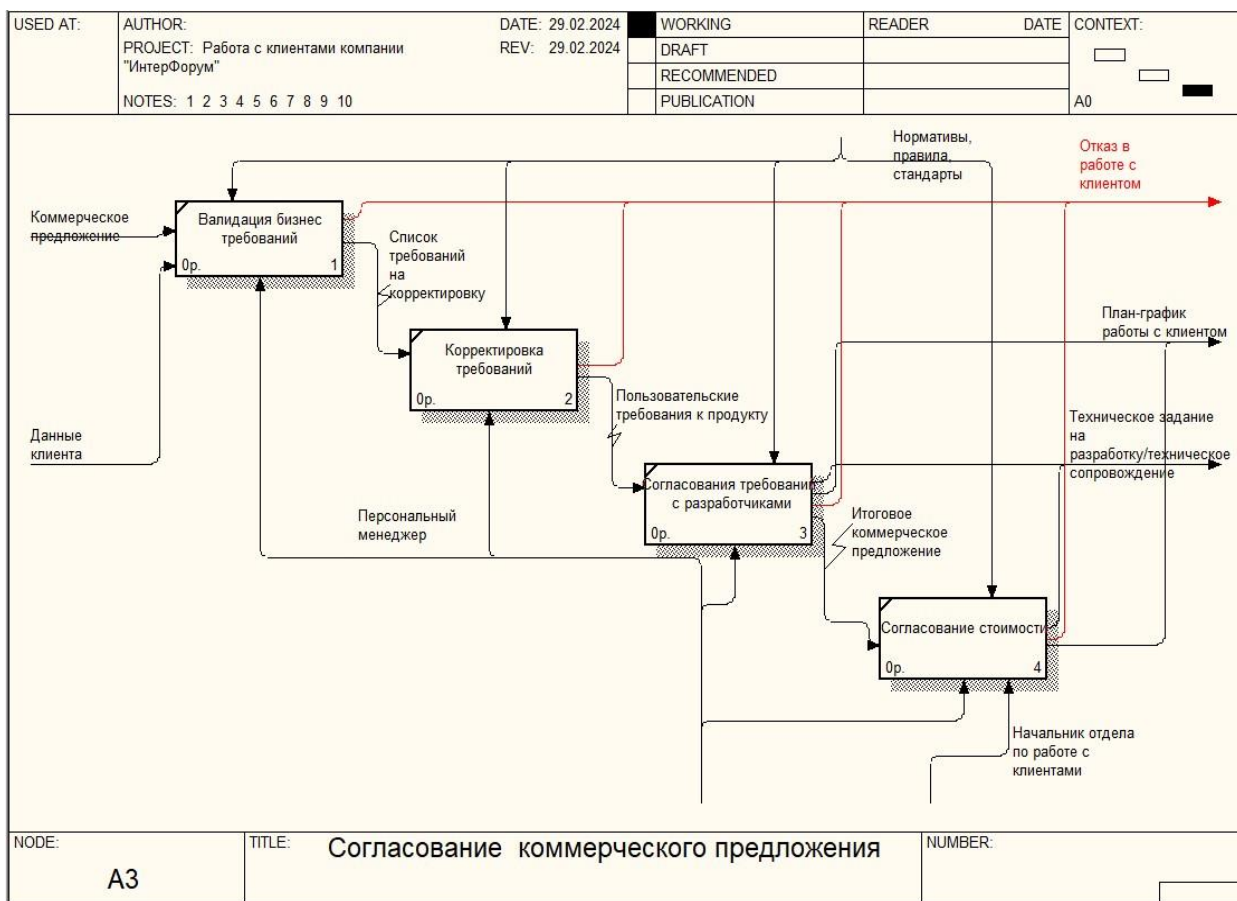 USED AT:
AUTHOR:
DATE: 29.02.2024
PROJECT: Работа с клиентами компании
"ИнтерФорум"
REV: 29.02.2024
NOTES: 1 2 3 4 5 6 7 8 9 10
WORKING
DRAFT
RECOMMENDED
PUBLICATION
READER
DATE
CONTEXT:
A0
Нормативы,
правила,
стандарты
Отказ в
работе с
клиентом
Коммерческое
предложение
Валидация бизнес
требований
0р.
1
Список
требований
на
корректировку
План-график
работы с клиентом
Корректировка
требований
0р.
2
Пользовательские
требования к продукту
Техническое задание
на
разработку/техническое
сопровождение
Данные
клиента
Согласования требований
с разработчиками
0р.
3
Персональный
менеджер
Итоговое
коммерческое
предложение
Согласование стоимости
0р.
4
Начальник отдела
по работе с
клиентами
NODE:
A3
TITLE:
Согласование коммерческого предложения
NUMBER: